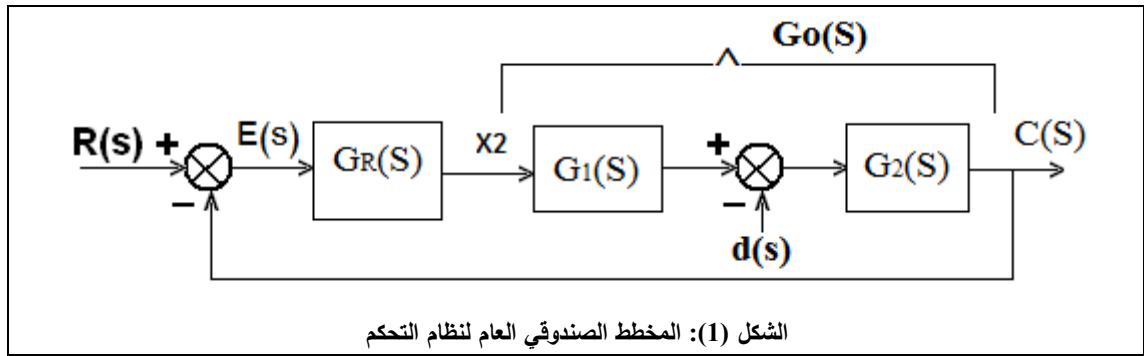 Go(S)
R(s) + E(s) GR(S) X2 G1(S) + G2(S) C(S)
− −
d(s)
الشكل (1): المخطط الصندوقي العام لنظام التحكم